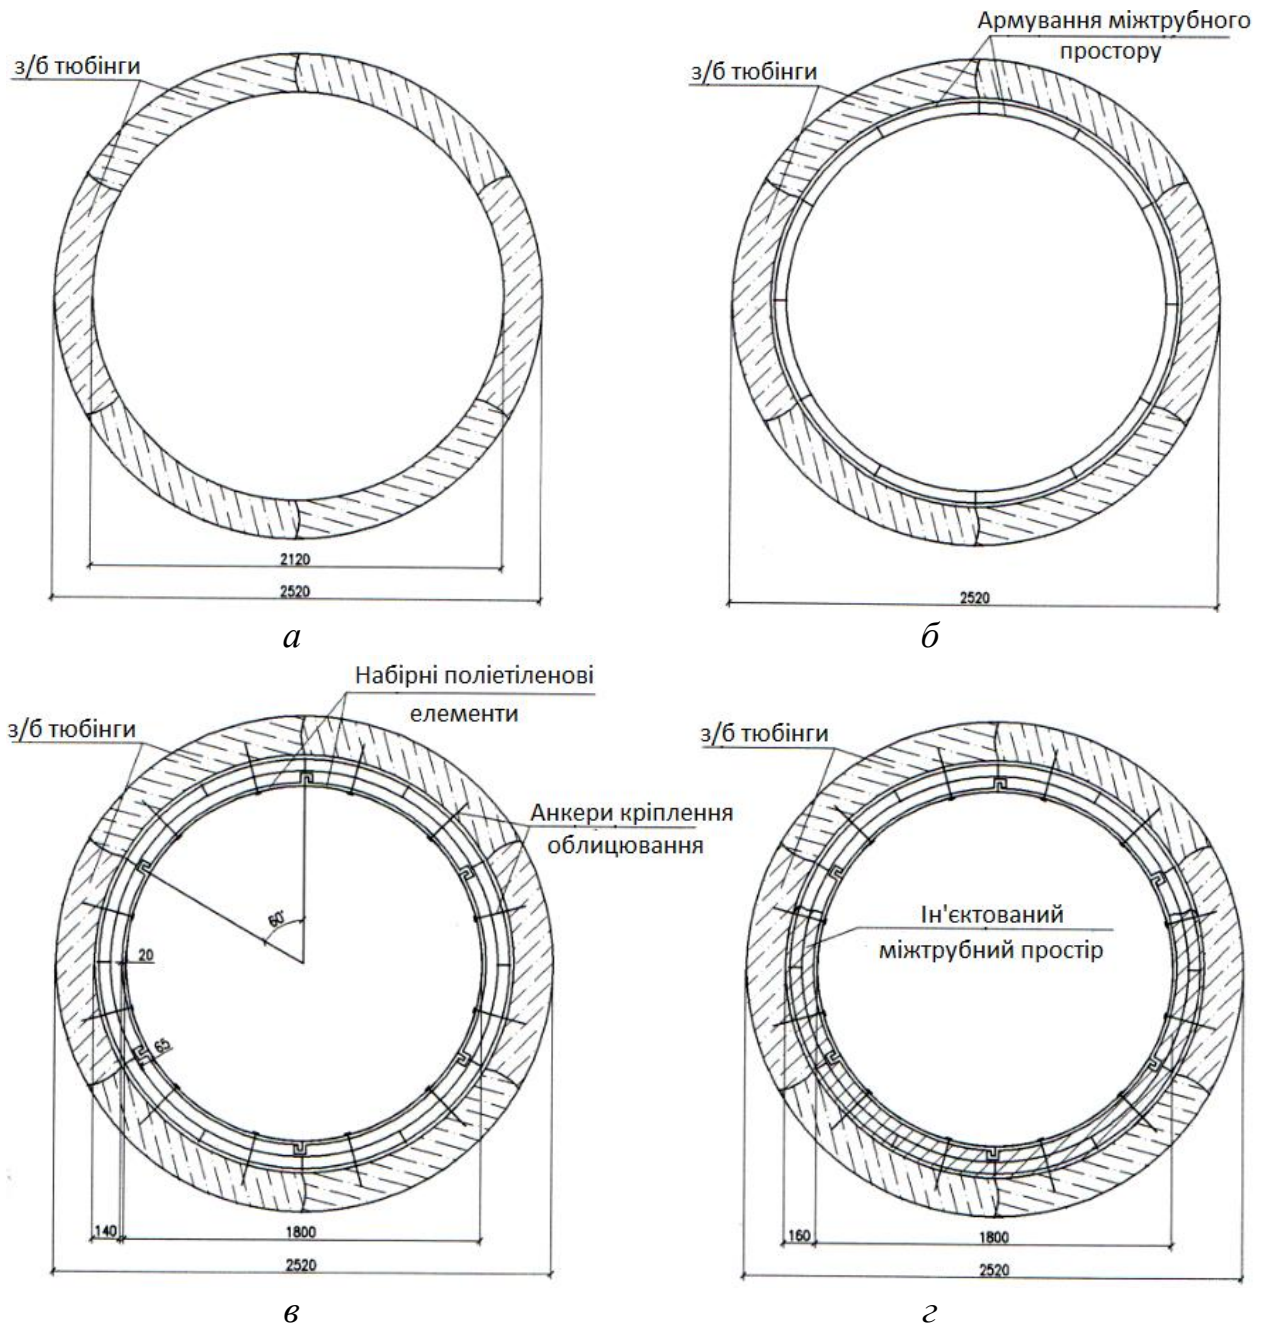 з/б тюбінги
2120
2520
а
Армування міжтрубного
простору
з/б тюбінги
2520
б
Набірні поліетіленові
елементи
з/б тюбінги
Анкери кріплення
облицювання
60°
20
65
140
1800
2520
в
з/б тюбінги
Ін'єктований
міжтрубний простір
160
1800
2520
г